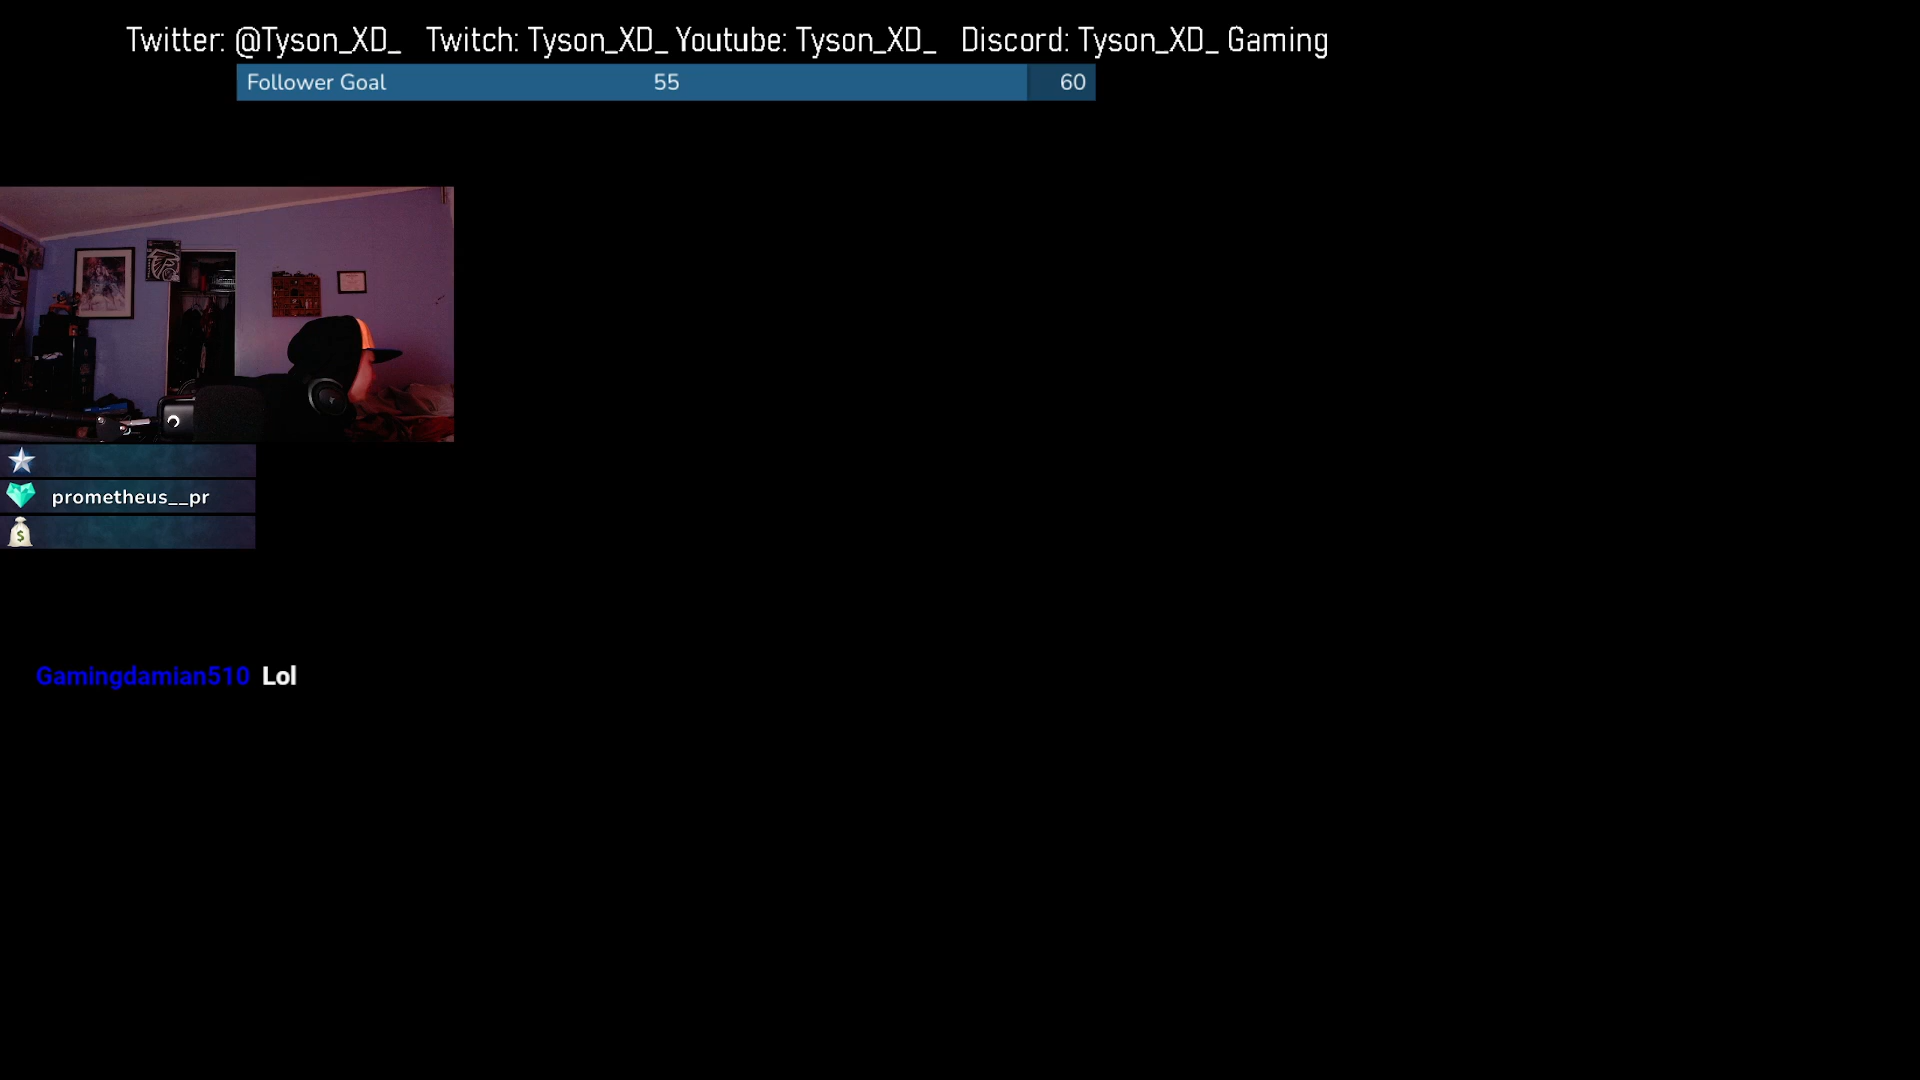 Twitter: @Tyson_XD_ Twitch: Tyson_XD_ Youtube: Tyson_XD_ Discord: Tyson_XD_ Gaming
Follower Goal 55 60
prometheus__pr
Gamingdamian510 Lol